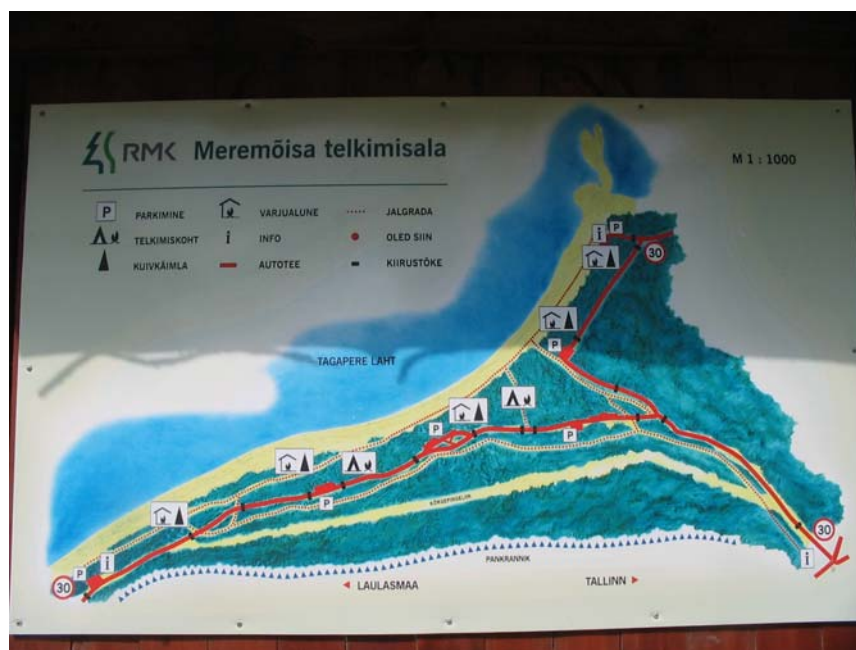 RMK Meremõisa telkimisala
M 1 : 1000
P PARKIMINE
VARJUALUNE
JALGRADA
TELKIMISKOHT
i INFO
OLED SIIN
KUIVKÄIMLA
AUTOTEE
KIIRUSTÕKE
i P
30
P
TAGAPERE LAHT
P
P
P
KÕRGEPINGELIIN
30
PANKRANNIK
i
P i
30
LAULASMAA
TALLINN